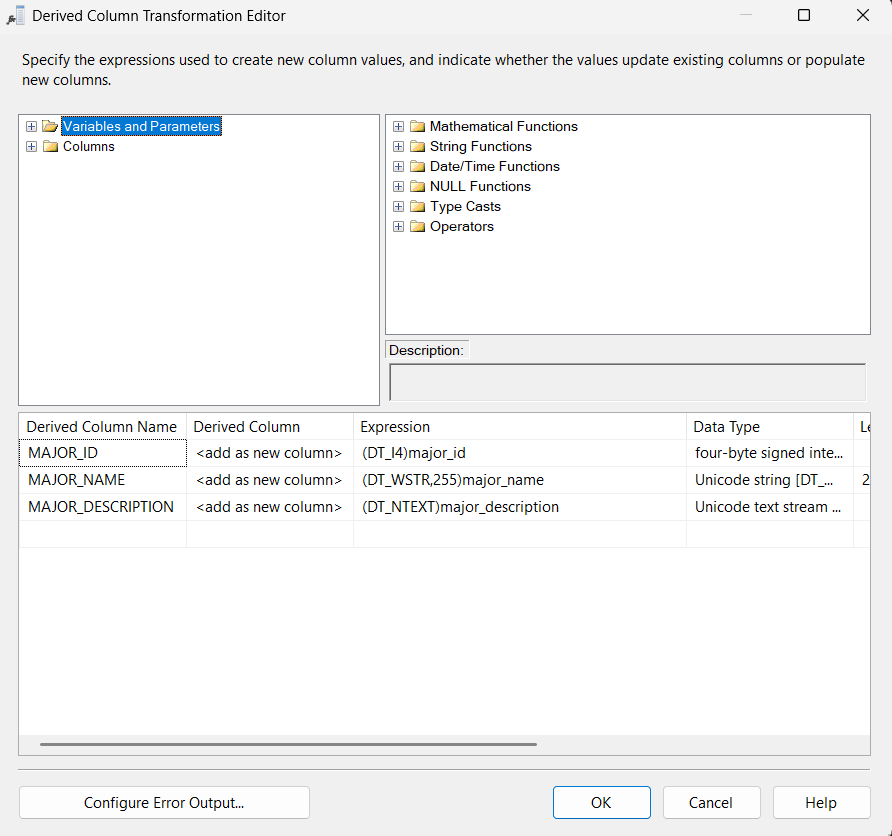 Derived Column Transformation Editor
Specify the expressions used to create new column values, and indicate whether the values update existing columns or populate
new columns.
Variables and Parameters
Columns
Mathematical Functions
String Functions
Date/Time Functions
NULL Functions
Type Casts
Operators
Description:
Derived Column Name Derived Column Expression Data Type Le
MAJOR_ID <add as new column> (DT_I4)major_id four-byte signed inte...
MAJOR_NAME <add as new column> (DT_WSTR,255)major_name Unicode string [DT_... 2
MAJOR_DESCRIPTION <add as new column> (DT_NTEXT)major_description Unicode text stream ...
Configure Error Output... OK Cancel Help